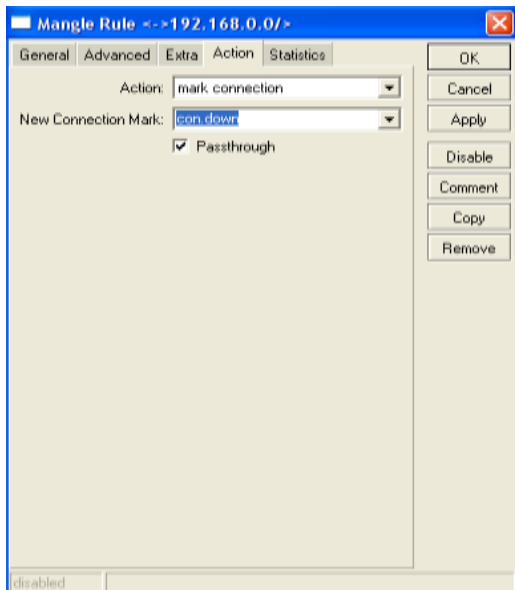 Mangle Rule <->192.168.0.0/>
General Advanced Extra Action Statistics
OK
Action: mark connection
Cancel
New Connection Mark: con.down
Apply
Passthrough
Disable
Comment
Copy
Remove
disabled